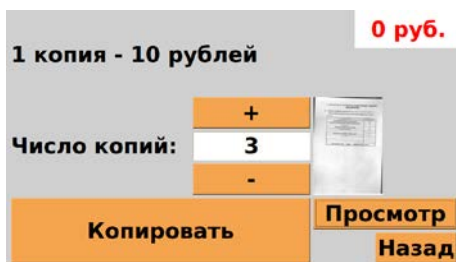 0 руб.
1 копия - 10 рублей
+
Число копий: 3
-
Копировать
Просмотр
Назад